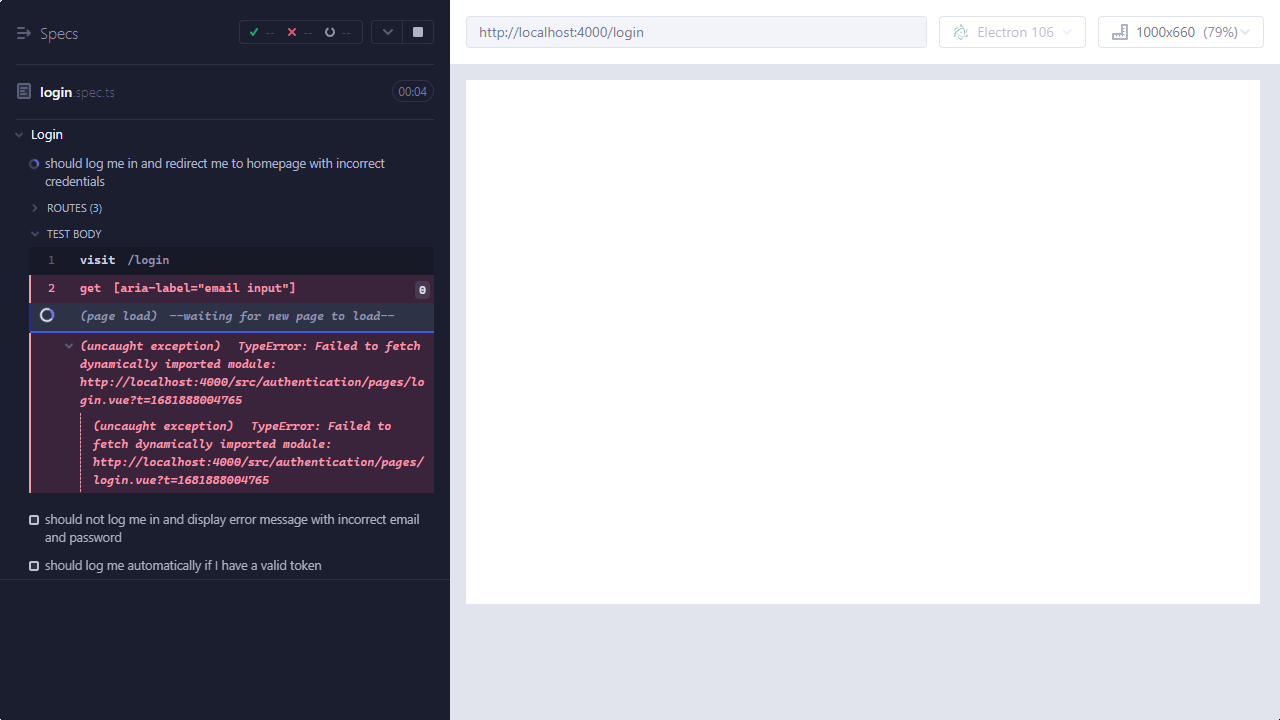 Specs
-- -- --
login.spec.ts
00:04
Login
should log me in and redirect me to homepage with incorrect
credentials
ROUTES (3)
TEST BODY
1 visit /login
2 get [aria-label="email input"] 0
(page load) --waiting for new page to load--
(uncaught exception) TypeError: Failed to fetch
dynamically imported module:
http://localhost:4000/src/authentication/pages/lo
gin.vue?t=1681888004765
(uncaught exception) TypeError: Failed to
fetch dynamically imported module:
http://localhost:4000/src/authentication/pages/
login.vue?t=1681888004765
should not log me in and display error message with incorrect email
and password
should log me automatically if I have a valid token
http://localhost:4000/login
Electron 106
1000x660 (79%)